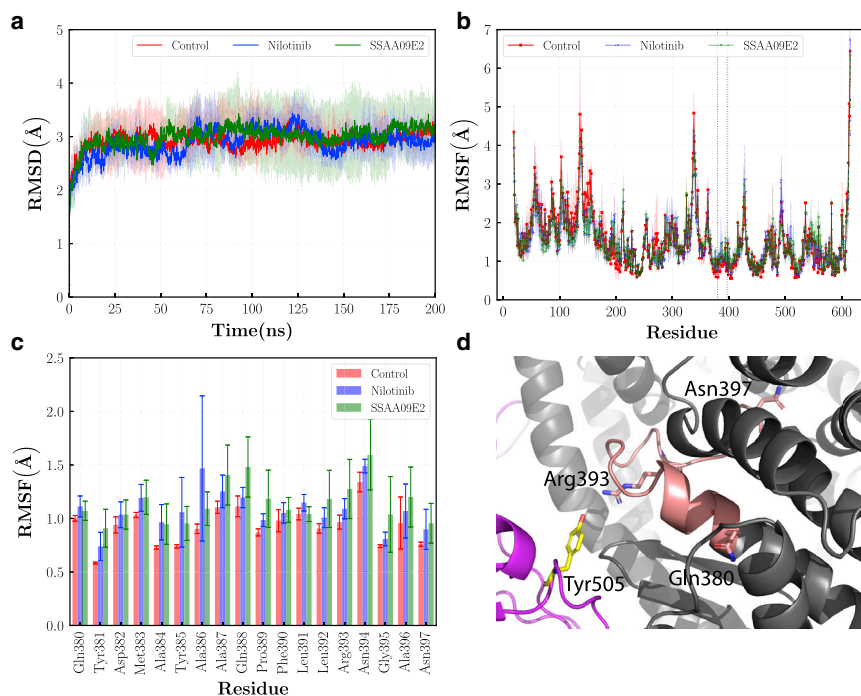 a
Control Nilotinib SSAA09E2
RMSD(Å)
5
4
3
2
1
0
0 25 50 75 100 125 150 175 200
Time(ns)
b
Control Nilotinib SSAA09E2
RMSF(Å)
7
6
5
4
3
2
1
0
0 100 200 300 400 500 600
Residue
c
Control
Nilotinib
SSAA09E2
RMSF(Å)
2.5
2.0
1.5
1.0
0.5
0.0
Gln380 Tyr381 Asp382 Met383 Ala384 Tyr385 Ala386 Ala387 Gln388 Pro389 Phe390 Leu391 Leu392 Arg393 Asn394 Gly395 Ala396 Asn397
Residue
d
Asn397
Arg393
Tyr505
Gln380